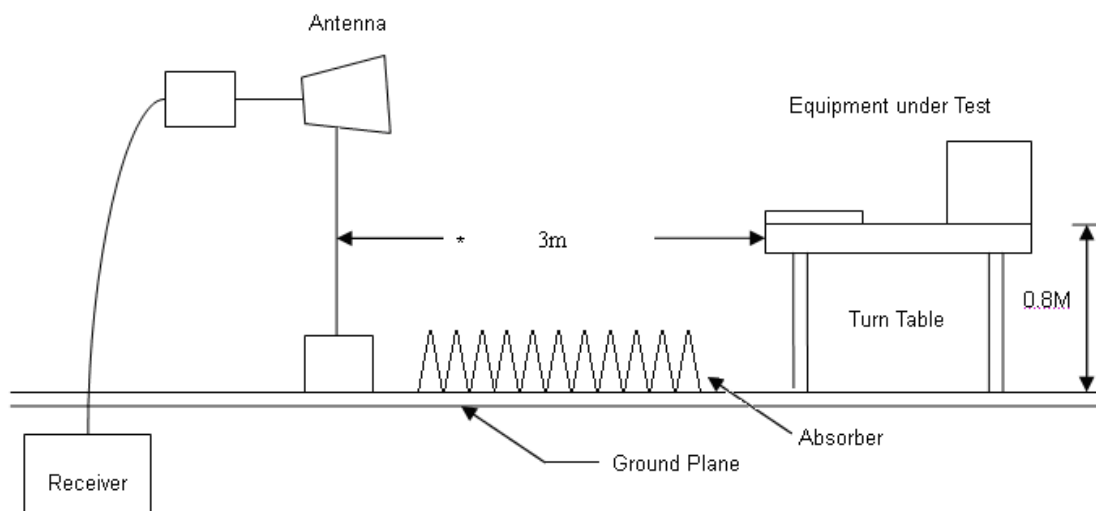 Antenna
Equipment under Test
* 3m
0.8M
Turn Table
Absorber
Ground Plane
Receiver